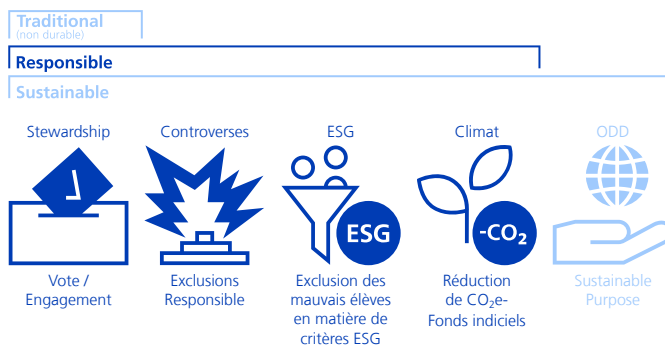 Traditional
(non durable)
Responsible
Sustainable
Stewardship
Controverses
ESG
Climat
ODD
ESG
-CO₂
Vote /
Engagement
Exclusions
Responsible
Exclusion des
mauvais élèves
en matière de
critères ESG
Réduction
de CO₂e-
Fonds indiciels
Sustainable
Purpose